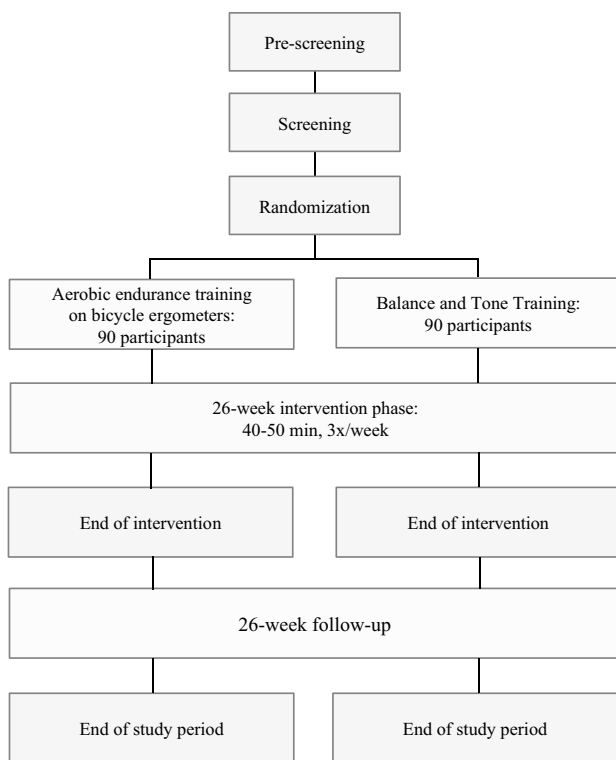 Pre-screening
Screening
Randomization
Aerobic endurance training
on bicycle ergometers:
90 participants
Balance and Tone Training:
90 participants
26-week intervention phase:
40-50 min, 3x/week
End of intervention
End of intervention
26-week follow-up
End of study period
End of study period